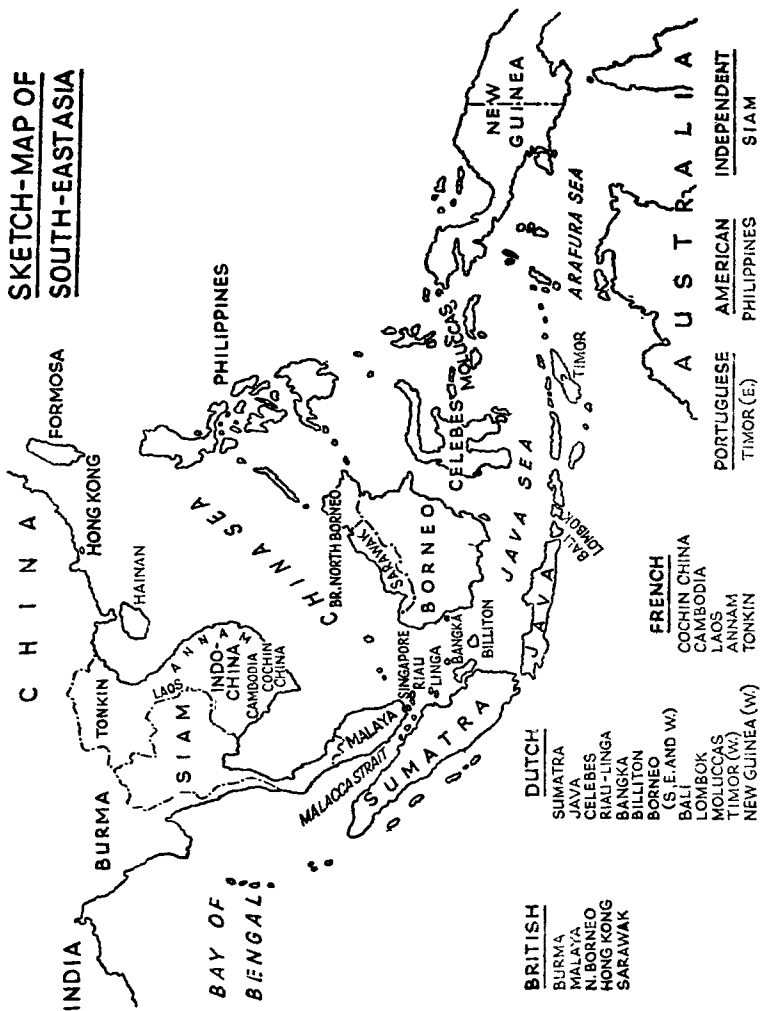 SKETCH-MAP OF
SOUTH-EASTASIA
CHINA
INDIA
BURMA
TONKIN
HONG KONG
FORMOSA
HAINAN
LAOS
ANNAM
SIAM
INDO-
CHINA
CAMBODIA
COCHIN
CHINA
BAY OF
BENGAL
CHINA SEA
PHILIPPINES
MALAYA
MALACCA STRAIT
SINGAPORE
RIAU
LINGA
BANGKA
BILLITON
SUMATRA
BR. NORTH BORNEO
SARAWAK
BORNEO
CELEBES
MOLUCCAS
NEW
GUINEA
JAVA SEA
JAVA
BALI
LOMBOK
TIMOR
ARAFURA SEA
AUSTRALIA
BRITISH
BURMA
MALAYA
N. BORNEO
HONG KONG
SARAWAK
DUTCH
SUMATRA
JAVA
CELEBES
RIAU-LINGA
BANGKA
BILLITON
BORNEO
(S. E. AND W.)
BALI
LOMBOK
MOLUCCAS
TIMOR (W.)
NEW GUINEA (W.)
FRENCH
COCHIN CHINA
CAMBODIA
LAOS
ANNAM
TONKIN
PORTUGUESE
TIMOR (E.)
AMERICAN
PHILIPPINES
INDEPENDENT
SIAM